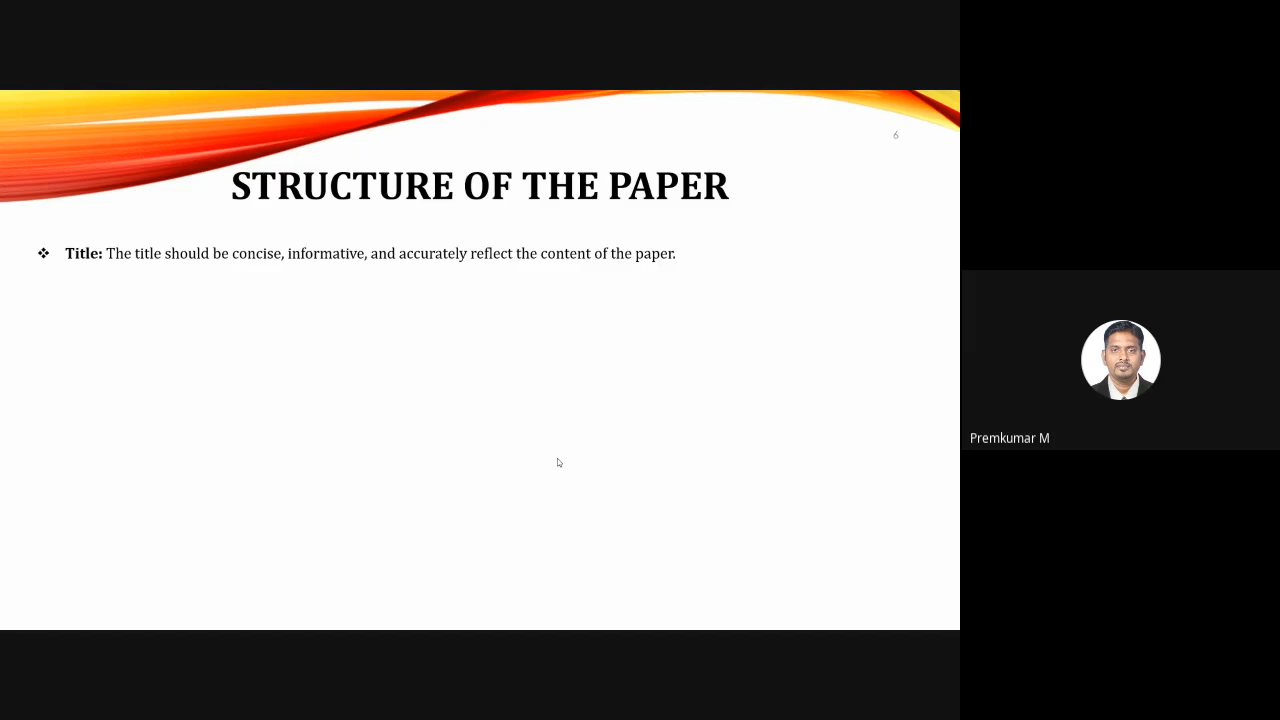 6
STRUCTURE OF THE PAPER
❖ Title: The title should be concise, informative, and accurately reflect the content of the paper.
Premkumar M